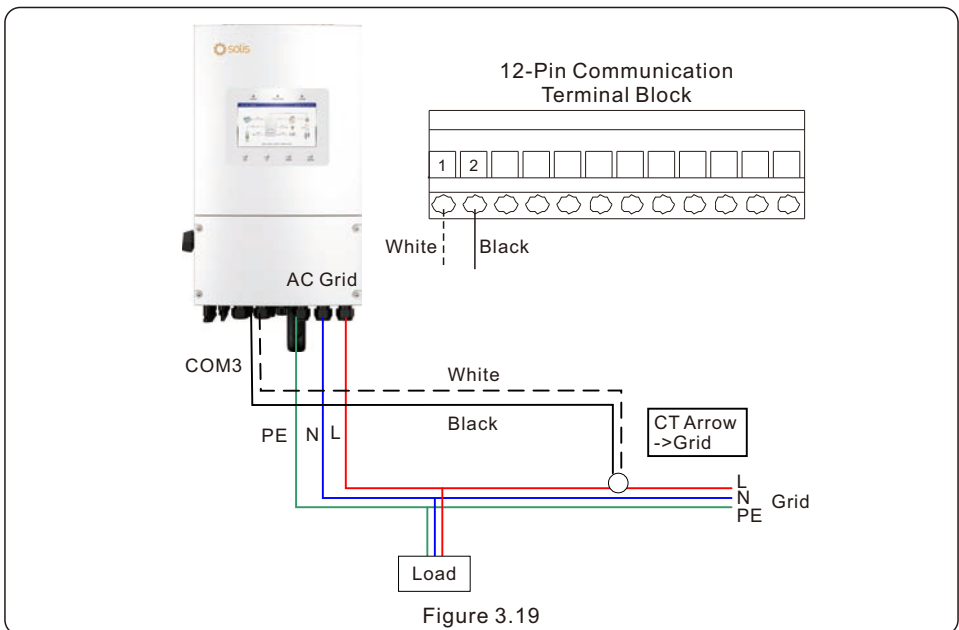 solis
12-Pin Communication
Terminal Block
1 2
White Black
AC Grid
COM3
White
Black
CT Arrow
->Grid
PE N L
L
N
PE
Grid
Load
Figure 3.19